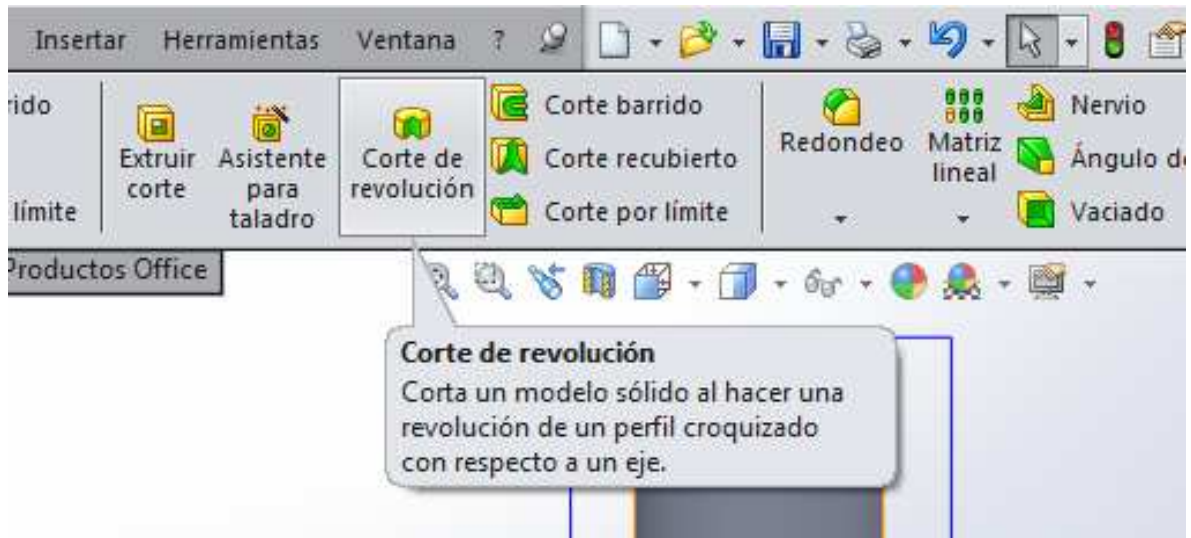 Insertar Herramientas Ventana ?
rido
límite
Extruir
corte
Asistente
para
taladro
Corte de
revolución
Corte barrido
Corte recubierto
Corte por límite
Redondeo
Matriz
lineal
Nervio
Ángulo de
Vaciado
Productos Office
Corte de revolución
Corta un modelo sólido al hacer una
revolución de un perfil croquizado
con respecto a un eje.